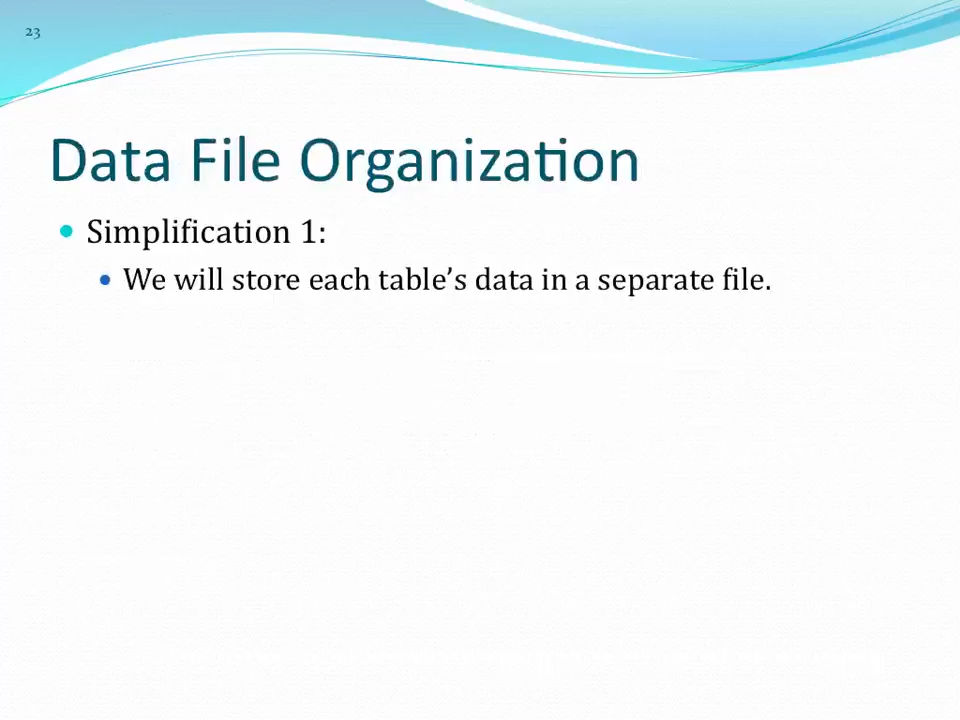 23
Data File Organization
Simplification 1:
We will store each table’s data in a separate file.